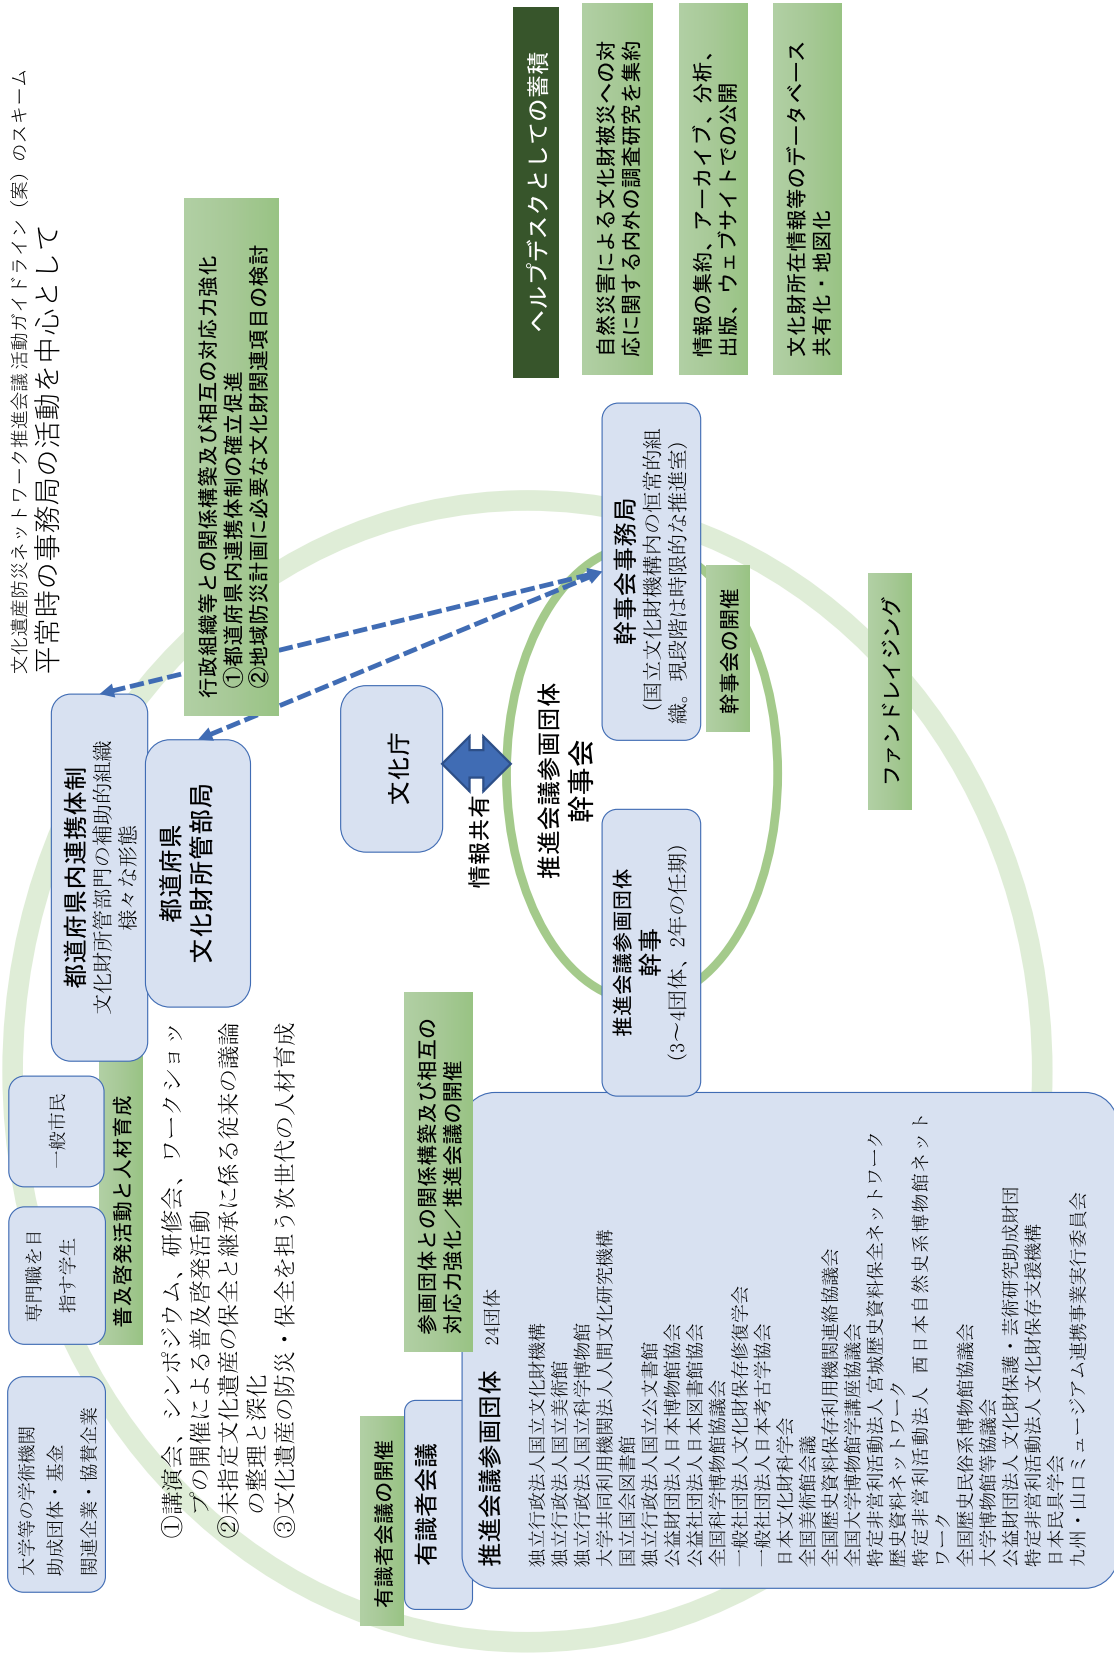 文化遺産防災ネットワーク推進会議活動ガイドライン（案）のスキーム
平常時の事務局の活動を中心として
大学等の学術機関
助成団体・基金
関連企業・協賛企業
専門職を目
指す学生
一般市民
普及啓発活動と人材育成
①講演会、シンポジウム、研修会、ワークショッ
プの開催による普及啓発活動
②未指定文化遺産の保全と継承に係る従来の議論
の整理と深化
③文化遺産の防災・保全を担う次世代の人材育成
都道府県内連携体制
文化財所管部門の補助的組織
様々な形態
都道府県
文化財所管部局
行政組織等との関係構築及び相互の対応力強化
①都道府県内連携体制の確立促進
②地域防災計画に必要な文化財関連項目の検討
文化庁
情報共有
推進会議参画団体
幹事会
有識者会議の開催
有識者会議
参画団体との関係構築及び相互の
対応力強化／推進会議の開催
推進会議参画団体 24団体
独立行政法人国立文化財機構
独立行政法人国立美術館
独立行政法人国立科学博物館
大学共同利用機関法人人間文化研究機構
国立国会図書館
独立行政法人国立公文書館
公益財団法人日本博物館協会
公益社団法人日本図書館協会
全国科学博物館協議会
一般社団法人文化財保存修復学会
一般社団法人日本考古学協会
日本文化財科学会
全国美術館会議
全国歴史資料保存利用機関連絡協議会
全国大学博物館学講座協議会
特定非営利活動法人 宮城歴史資料保全ネットワーク
歴史資料ネットワーク
特定非営利活動法人 西日本自然史系博物館ネット
ワーク
全国歴史民俗系博物館協議会
大学博物館等協議会
公益財団法人文化財保護・芸術研究助成財団
特定非営利活動法人文化財保存支援機構
日本民具学会
九州・山口ミュージアム連携事業実行委員会
推進会議参画団体
幹事
（3～4団体、2年の任期）
幹事会事務局
（国立文化財機構内の恒常的組
織。現段階は時限的な推進室）
幹事会の開催
ファンドレイジング
ヘルプデスクとしての蓄積
自然災害による文化財被災への対
応に関する内外の調査研究を集約
情報の集約、アーカイブ、分析、
出版、ウェブサイトでの公開
文化財所在情報等のデータベース
共有化・地図化